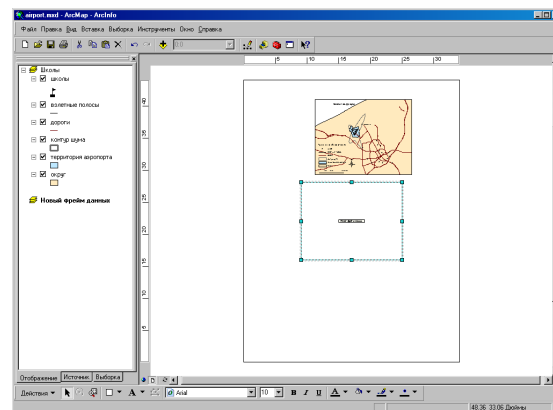 airport.mxd - ArcMap - ArcInfo
Файл Правка Вид Вставка Выборка Инструменты Окно Справка
5 10 15 20 25 30
Школы
школы
взлетные полосы
дороги
контур шума
территория аэропорта
округ
Новый фрейм данных
40
35
30
25
20
15
10
5
Отображение Источник Выборка
Действия
Arial
10
B I U A
48.36 33.06 Дюймы